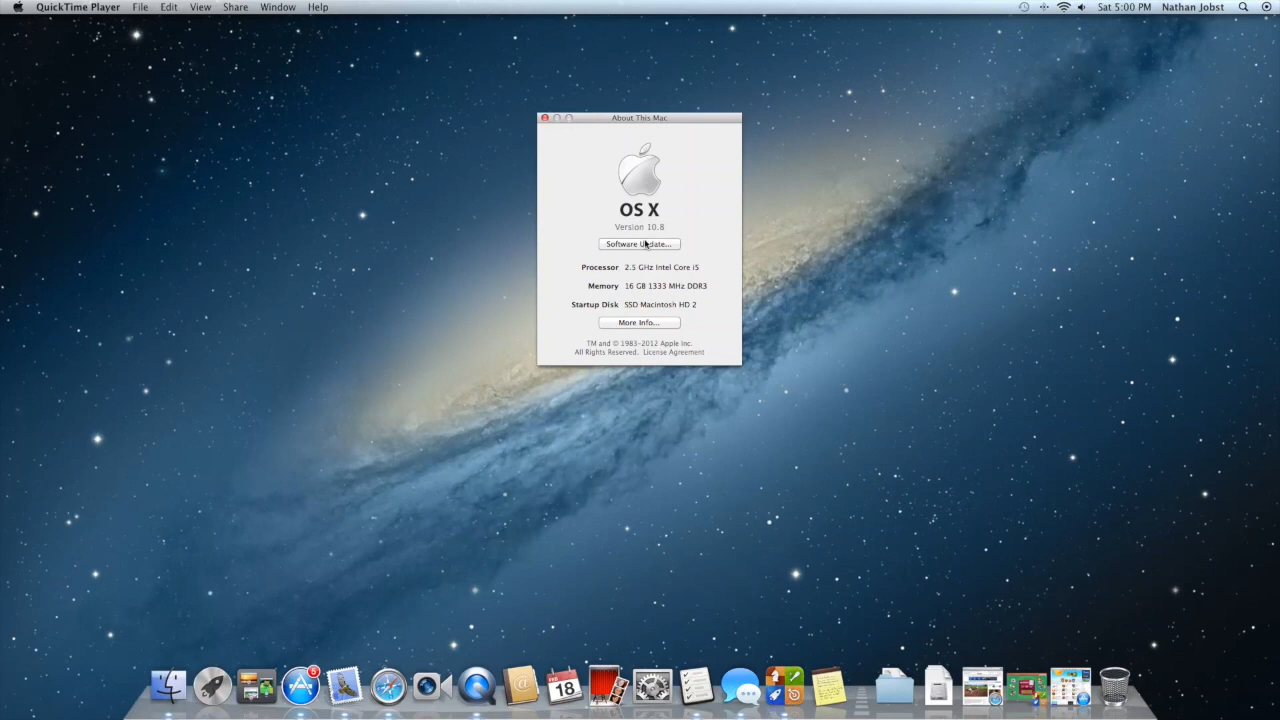 QuickTime Player File Edit View Share Window Help Sat 5:00 PM Nathan Jobst
About This Mac
OS X
Version 10.8
Software Update...
Processor 2.5 GHz Intel Core i5
Memory 16 GB 1333 MHz DDR3
Startup Disk SSD Macintosh HD 2
More Info...
TM and © 1983-2012 Apple Inc.
All Rights Reserved. License Agreement
5
FEB
18
@